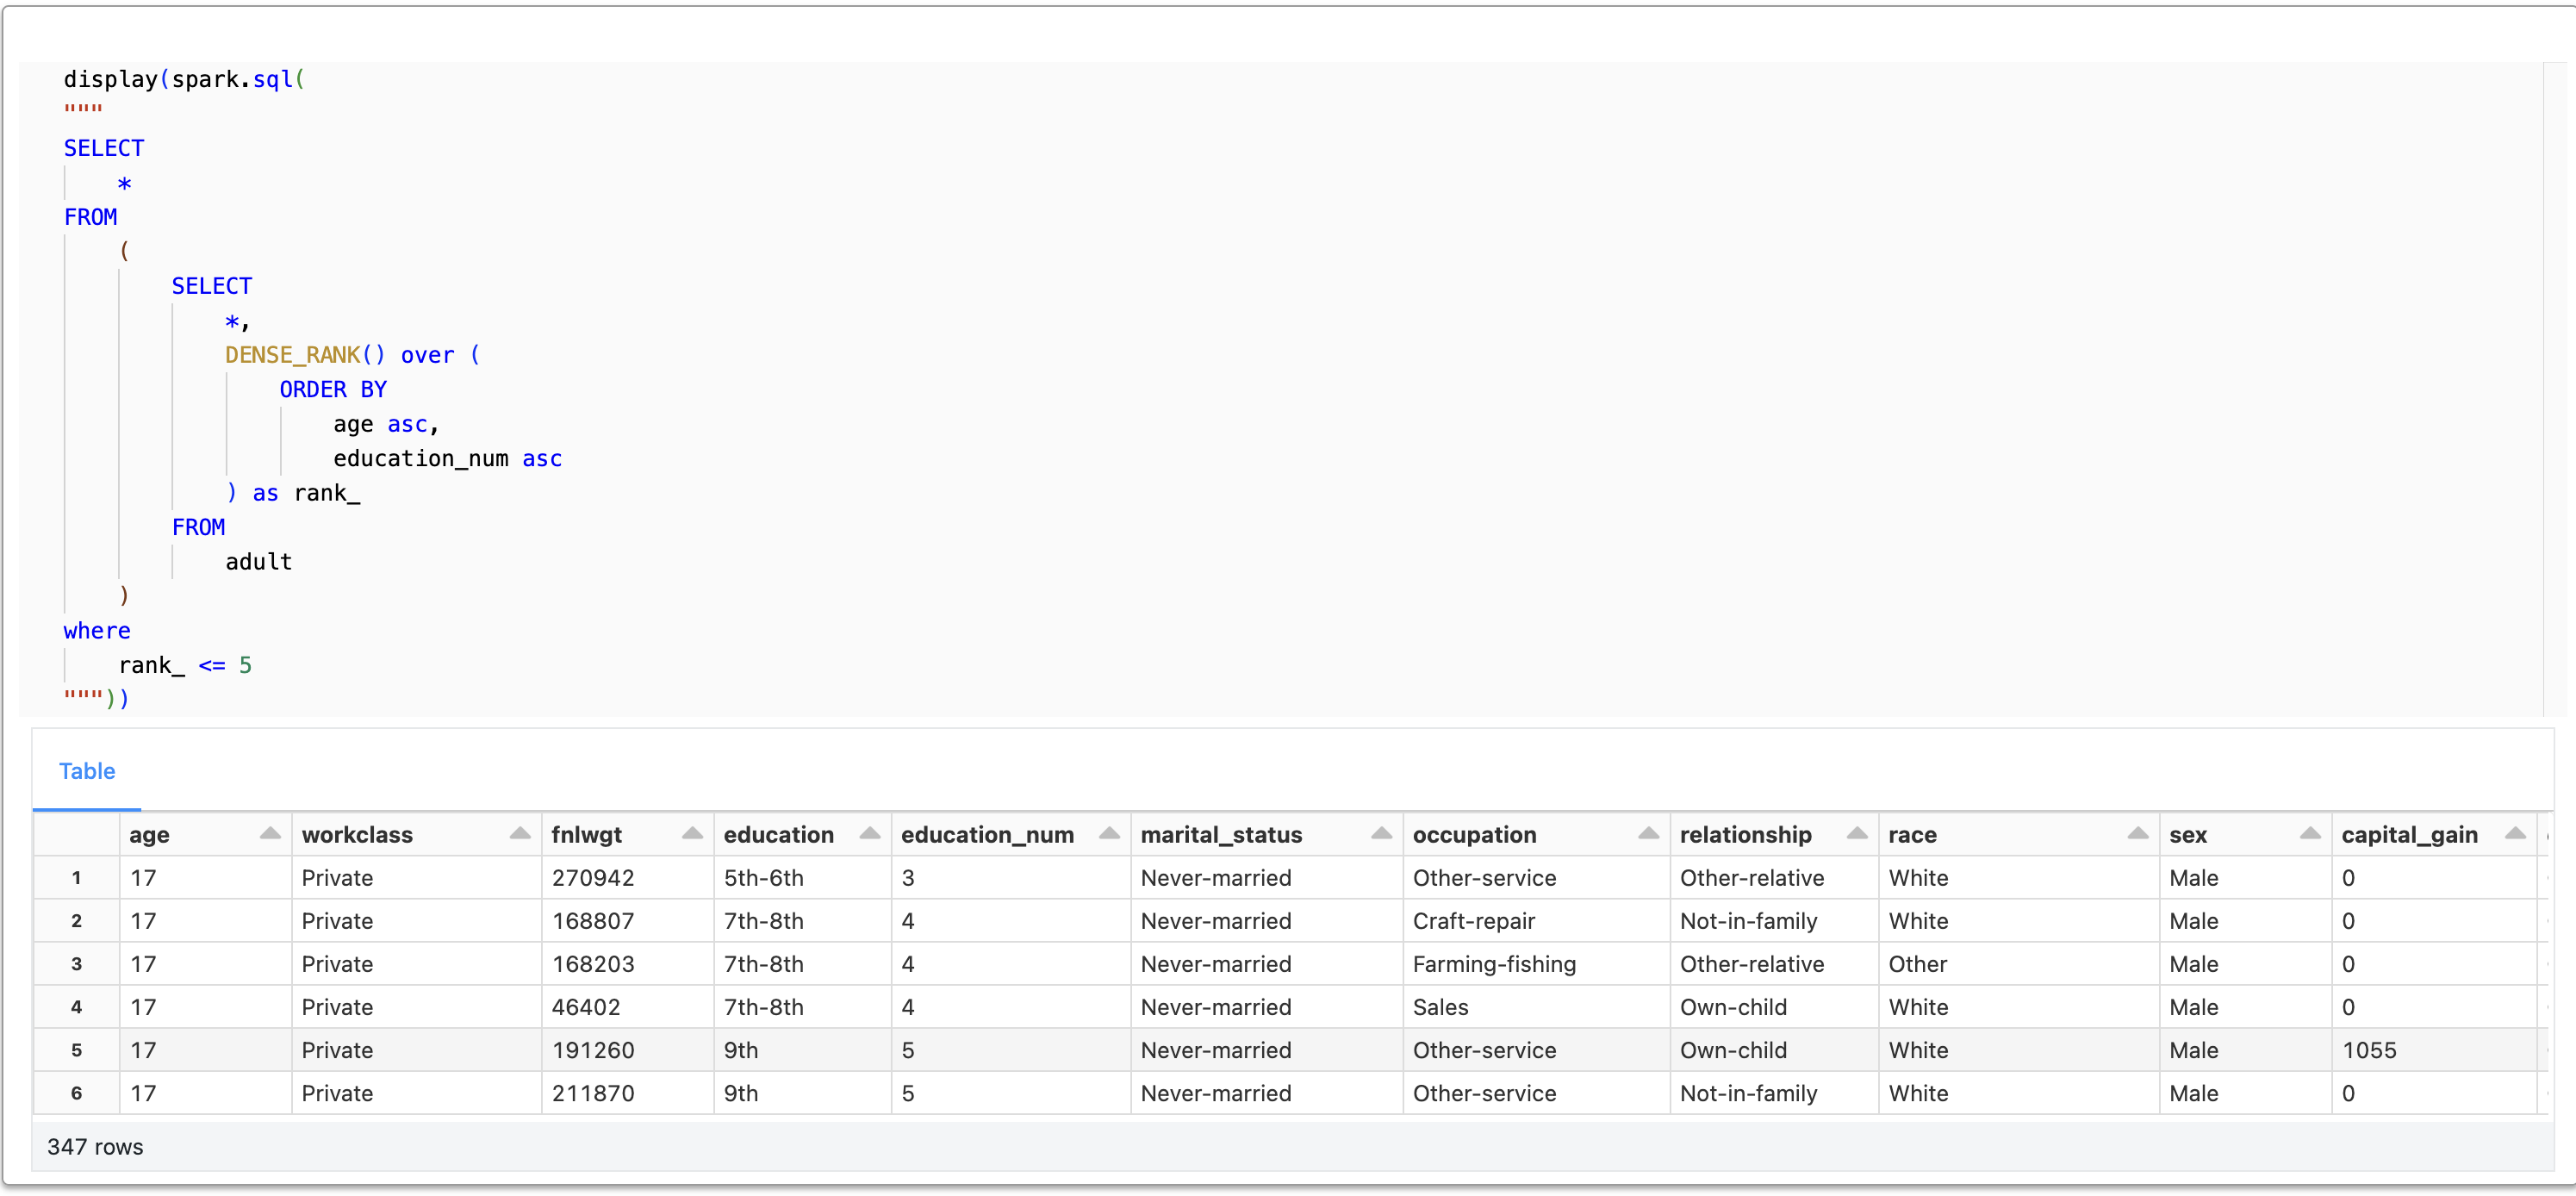 display(spark.sql(
"""
SELECT
*
FROM
(
SELECT
*,
DENSE_RANK() over (
ORDER BY
age asc,
education_num asc
) as rank_
FROM
adult
)
where
rank_ <= 5
"""))
Table
age workclass fnlwgt education education_num marital_status occupation relationship race sex capital_gain
1 17 Private 270942 5th-6th 3 Never-married Other-service Other-relative White Male 0
2 17 Private 168807 7th-8th 4 Never-married Craft-repair Not-in-family White Male 0
3 17 Private 168203 7th-8th 4 Never-married Farming-fishing Other-relative Other Male 0
4 17 Private 46402 7th-8th 4 Never-married Sales Own-child White Male 0
5 17 Private 191260 9th 5 Never-married Other-service Own-child White Male 1055
6 17 Private 211870 9th 5 Never-married Other-service Not-in-family White Male 0
347 rows